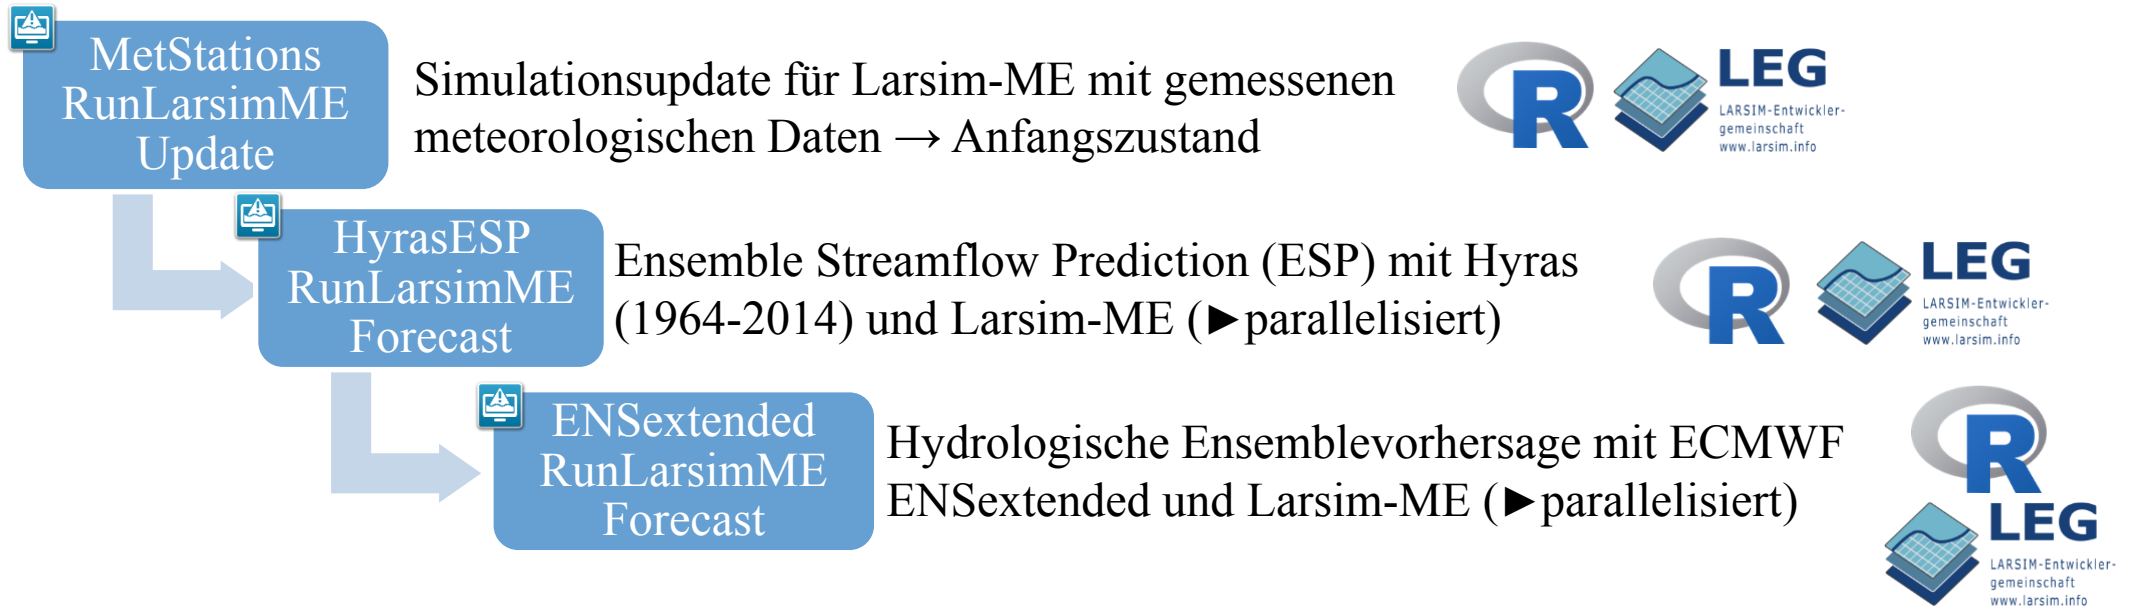 MetStations
RunLarsimME
Update
Simulationsupdate für Larsim-ME mit gemessenen
meteorologischen Daten → Anfangszustand
R
LEG
LARSIM-Entwickler-
gemeinschaft
www.larsim.info
HyrasESP
RunLarsimME
Forecast
Ensemble Streamflow Prediction (ESP) mit Hyras
(1964-2014) und Larsim-ME (►parallelisiert)
R
LEG
LARSIM-Entwickler-
gemeinschaft
www.larsim.info
ENSextended
RunLarsimME
Forecast
Hydrologische Ensemblevorhersage mit ECMWF
ENSextended und Larsim-ME (►parallelisiert)
R
LEG
LARSIM-Entwickler-
gemeinschaft
www.larsim.info